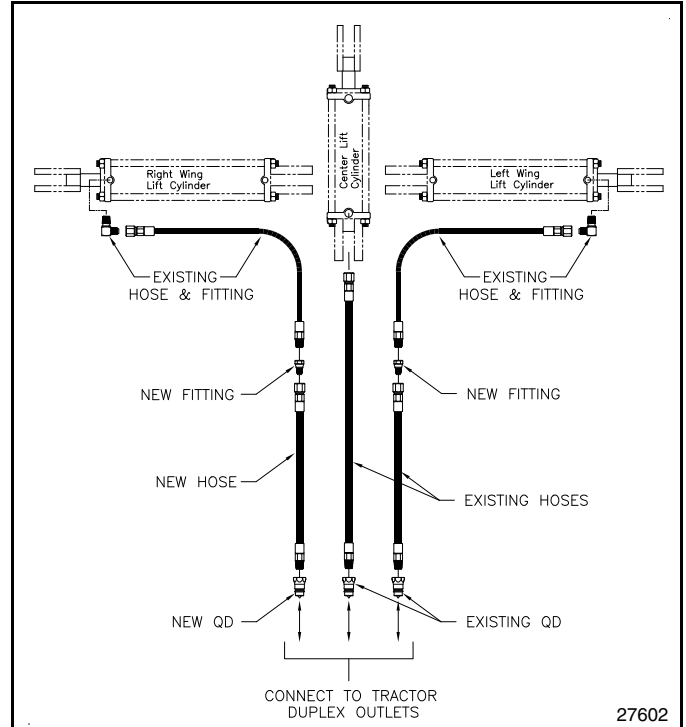 Center Lift
Cylinder
Right Wing
Lift Cylinder
Left Wing
Lift Cylinder
EXISTING
HOSE & FITTING
EXISTING
HOSE & FITTING
NEW FITTING
NEW FITTING
NEW HOSE
EXISTING HOSES
NEW QD
EXISTING QD
CONNECT TO TRACTOR
DUPLEX OUTLETS
27602